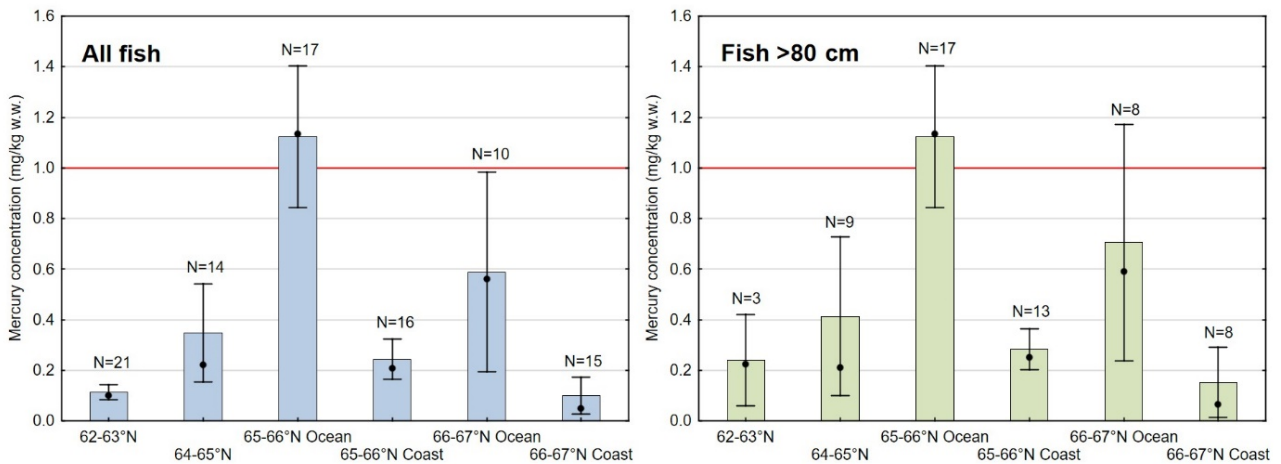 All fish
Mercury concentration (mg/kg w.w.)
1.6
1.4
1.2
1.0
0.8
0.6
0.4
0.2
0.0
N=21
N=14
N=17
N=16
N=10
N=15
62-63°N
64-65°N
65-66°N Ocean
65-66°N Coast
66-67°N Ocean
66-67°N Coast
Fish >80 cm
Mercury concentration (mg/kg w.w.)
1.6
1.4
1.2
1.0
0.8
0.6
0.4
0.2
0.0
N=3
N=9
N=17
N=13
N=8
N=8
62-63°N
64-65°N
65-66°N Ocean
65-66°N Coast
66-67°N Ocean
66-67°N Coast